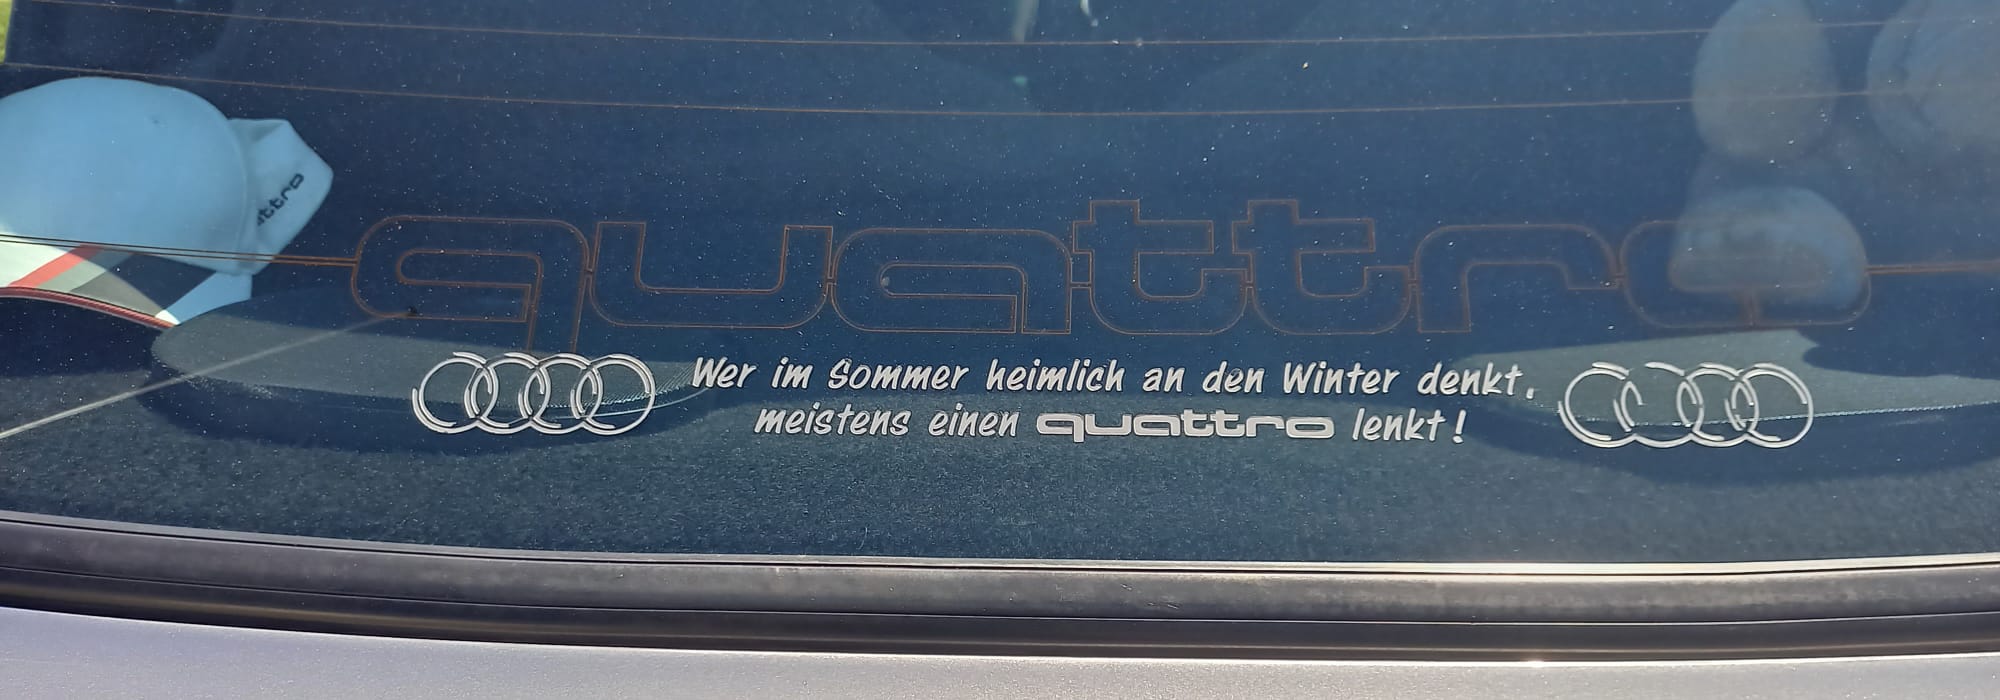 quattro
Wer im Sommer heimlich an den Winter denkt,
meistens einen quattro lenkt!